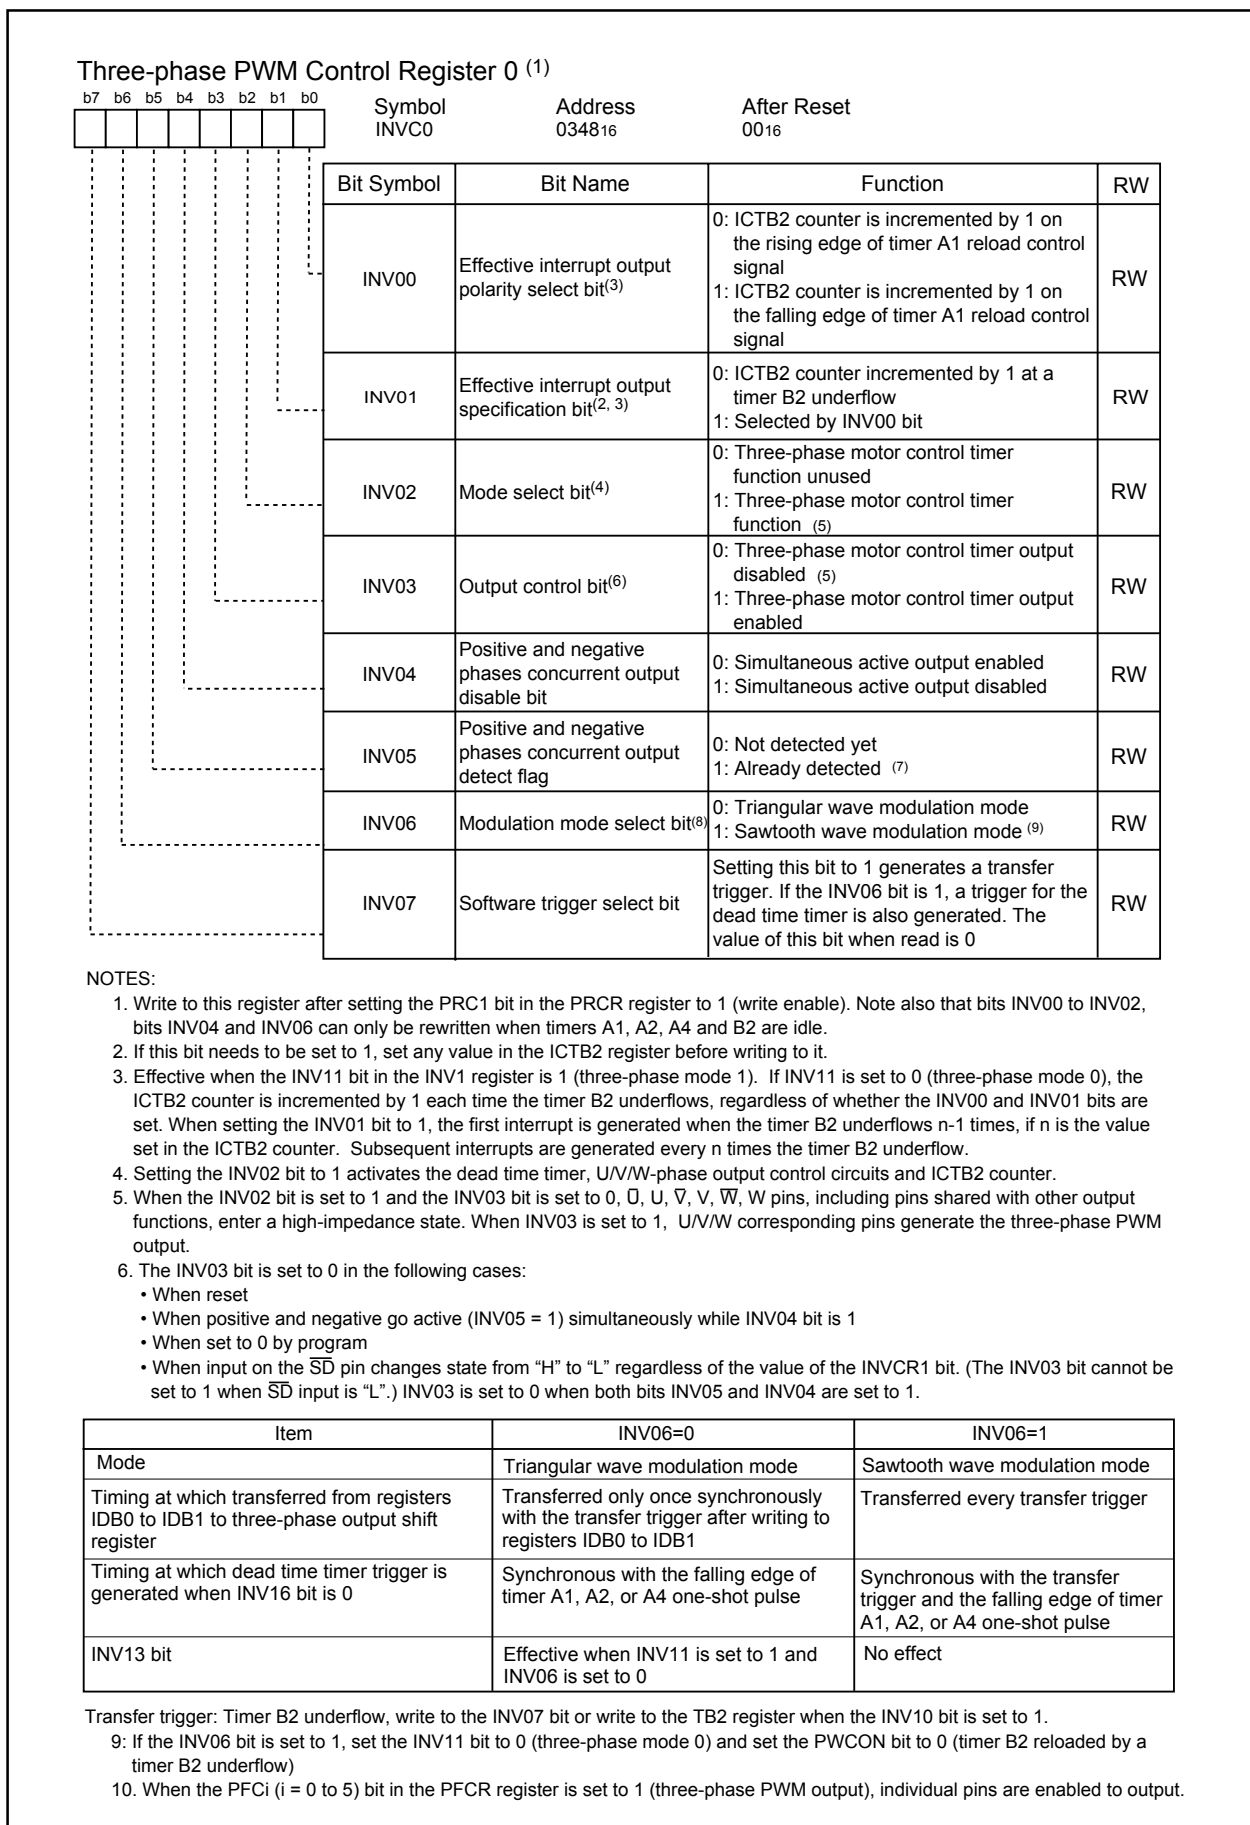 Three-phase PWM Control Register 0 (1)
b7 b6 b5 b4 b3 b2 b1 b0
Symbol Address After Reset
INVC0 034816 0016
Bit Symbol Bit Name Function RW
INV00
Effective interrupt output
polarity select bit(3)
0: ICTB2 counter is incremented by 1 on
the rising edge of timer A1 reload control
signal
1: ICTB2 counter is incremented by 1 on
the falling edge of timer A1 reload control
signal
RW
INV01
Effective interrupt output
specification bit(2, 3)
0: ICTB2 counter incremented by 1 at a
timer B2 underflow
1: Selected by INV00 bit
RW
INV02
Mode select bit(4)
0: Three-phase motor control timer
function unused
1: Three-phase motor control timer
function (5)
RW
INV03
Output control bit(6)
0: Three-phase motor control timer output
disabled (5)
1: Three-phase motor control timer output
enabled
RW
INV04
Positive and negative
phases concurrent output
disable bit
0: Simultaneous active output enabled
1: Simultaneous active output disabled
RW
INV05
Positive and negative
phases concurrent output
detect flag
0: Not detected yet
1: Already detected (7)
RW
INV06
Modulation mode select bit(8)
0: Triangular wave modulation mode
1: Sawtooth wave modulation mode (9)
RW
INV07
Software trigger select bit
Setting this bit to 1 generates a transfer
trigger. If the INV06 bit is 1, a trigger for the
dead time timer is also generated. The
value of this bit when read is 0
RW
NOTES:
1. Write to this register after setting the PRC1 bit in the PRCR register to 1 (write enable). Note also that bits INV00 to INV02,
bits INV04 and INV06 can only be rewritten when timers A1, A2, A4 and B2 are idle.
2. If this bit needs to be set to 1, set any value in the ICTB2 register before writing to it.
3. Effective when the INV11 bit in the INV1 register is 1 (three-phase mode 1). If INV11 is set to 0 (three-phase mode 0), the
ICTB2 counter is incremented by 1 each time the timer B2 underflows, regardless of whether the INV00 and INV01 bits are
set. When setting the INV01 bit to 1, the first interrupt is generated when the timer B2 underflows n-1 times, if n is the value
set in the ICTB2 counter. Subsequent interrupts are generated every n times the timer B2 underflow.
4. Setting the INV02 bit to 1 activates the dead time timer, U/V/W-phase output control circuits and ICTB2 counter.
5. When the INV02 bit is set to 1 and the INV03 bit is set to 0, U̅, U, V̅, V, W̅, W pins, including pins shared with other output
functions, enter a high-impedance state. When INV03 is set to 1, U/V/W corresponding pins generate the three-phase PWM
output.
6. The INV03 bit is set to 0 in the following cases:
• When reset
• When positive and negative go active (INV05 = 1) simultaneously while INV04 bit is 1
• When set to 0 by program
• When input on the S̅D̅ pin changes state from “H” to “L” regardless of the value of the INVCR1 bit. (The INV03 bit cannot be
set to 1 when S̅D̅ input is “L”.) INV03 is set to 0 when both bits INV05 and INV04 are set to 1.
Item INV06=0 INV06=1
Mode Triangular wave modulation mode Sawtooth wave modulation mode
Timing at which transferred from registers
IDB0 to IDB1 to three-phase output shift
register
Transferred only once synchronously
with the transfer trigger after writing to
registers IDB0 to IDB1
Transferred every transfer trigger
Timing at which dead time timer trigger is
generated when INV16 bit is 0
Synchronous with the falling edge of
timer A1, A2, or A4 one-shot pulse
Synchronous with the transfer
trigger and the falling edge of timer
A1, A2, or A4 one-shot pulse
INV13 bit
Effective when INV11 is set to 1 and
INV06 is set to 0
No effect
Transfer trigger: Timer B2 underflow, write to the INV07 bit or write to the TB2 register when the INV10 bit is set to 1.
9: If the INV06 bit is set to 1, set the INV11 bit to 0 (three-phase mode 0) and set the PWCON bit to 0 (timer B2 reloaded by a
timer B2 underflow)
10. When the PFCi (i = 0 to 5) bit in the PFCR register is set to 1 (three-phase PWM output), individual pins are enabled to output.